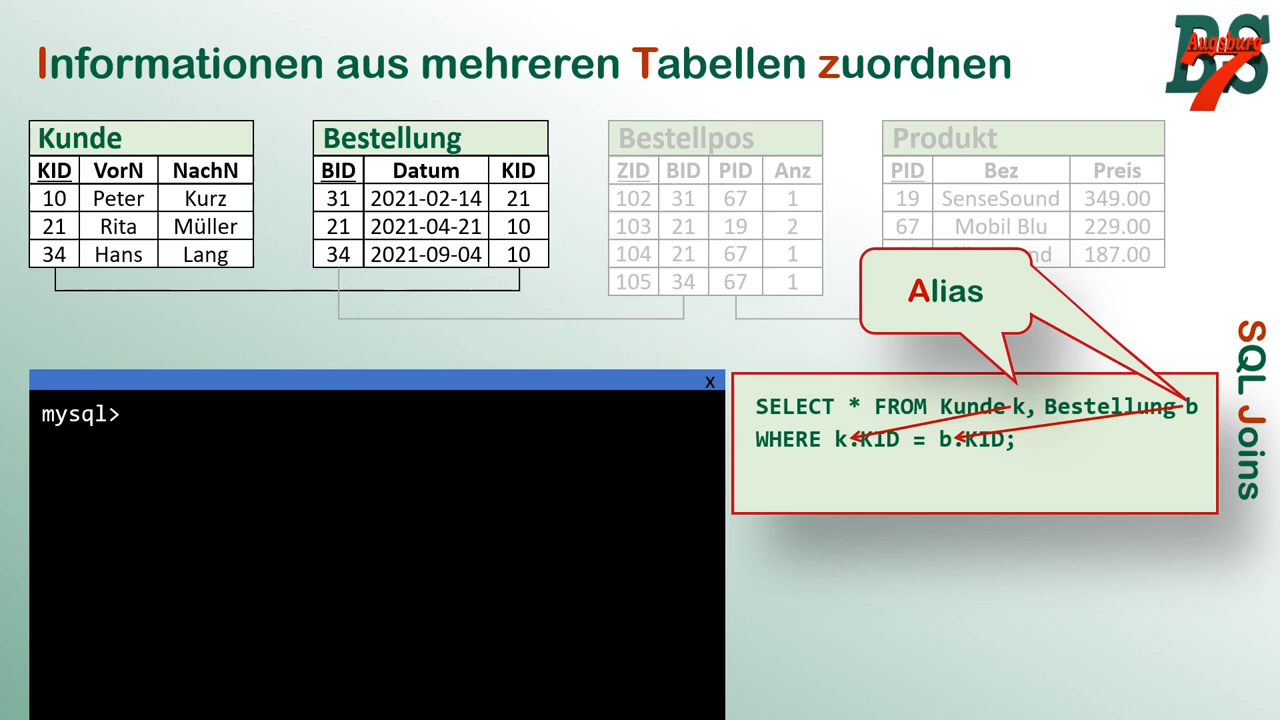 Informationen aus mehreren Tabellen zuordnen
BS
Augsburg
7
Kunde
KID VorN NachN
10 Peter Kurz
21 Rita Müller
34 Hans Lang
Bestellung
BID Datum KID
31 2021-02-14 21
21 2021-04-21 10
34 2021-09-04 10
Bestellpos
ZID BID PID Anz
102 31 67 1
103 21 19 2
104 21 67 1
105 34 67 1
Produkt
PID Bez Preis
19 SenseSound 349.00
67 Mobil Blu 229.00
187.00
Alias
SQL Joins
x
mysql>
SELECT * FROM Kunde k, Bestellung b
WHERE k.KID = b.KID;